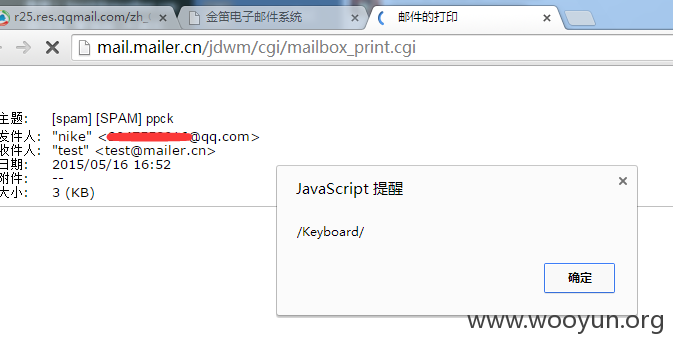 r25.res.qqmail.com/zh_
金笛电子邮件系统
邮件的打印
mail.mailer.cn/jdwm/cgi/mailbox_print.cgi
主题: [spam] [SPAM] ppck
发件人: "nike" < @qq.com>
收件人: "test" <test@mailer.cn>
日期: 2015/05/16 16:52
附件: --
大小: 3 (KB)
JavaScript 提醒
/Keyboard/
确定
www.wooyun.org